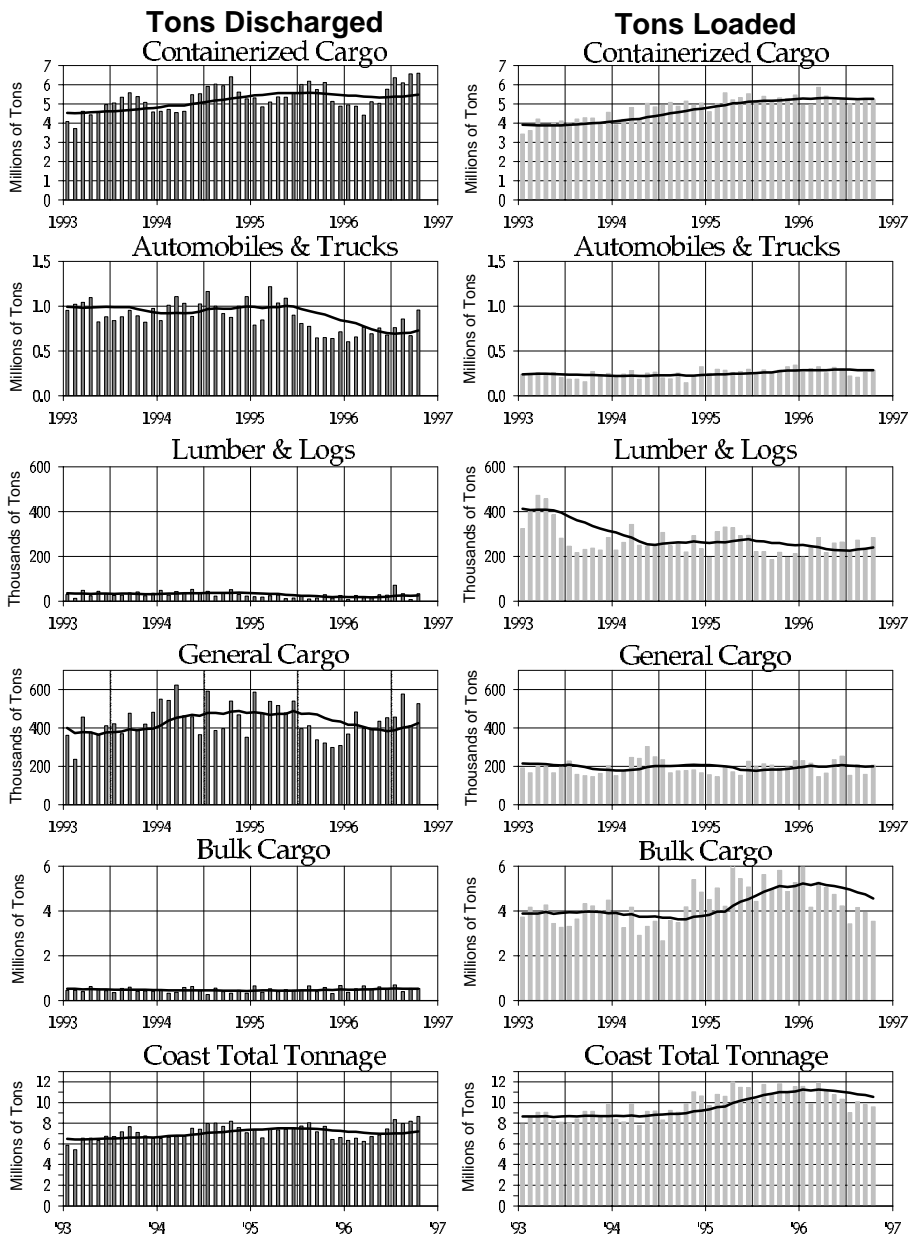 Tons Discharged
Containerized Cargo
Millions of Tons
7
6
5
4
3
2
1
0
1993 1994 1995 1996 1997
Automobiles & Trucks
Millions of Tons
1.5
1.0
0.5
0.0
1993 1994 1995 1996 1997
Lumber & Logs
Thousands of Tons
600
400
200
0
1993 1994 1995 1996 1997
General Cargo
Thousands of Tons
600
400
200
0
1993 1994 1995 1996 1997
Bulk Cargo
Millions of Tons
6
4
2
0
1993 1994 1995 1996 1997
Coast Total Tonnage
Millions of Tons
12
10
8
6
4
2
0
'93 '94 '95 '96 '97
Tons Loaded
Containerized Cargo
Millions of Tons
7
6
5
4
3
2
1
0
1993 1994 1995 1996 1997
Automobiles & Trucks
Millions of Tons
1.5
1.0
0.5
0.0
1993 1994 1995 1996 1997
Lumber & Logs
Thousands of Tons
600
400
200
0
1993 1994 1995 1996 1997
General Cargo
Thousands of Tons
600
400
200
0
1993 1994 1995 1996 1997
Bulk Cargo
Millions of Tons
6
4
2
0
1993 1994 1995 1996 1997
Coast Total Tonnage
Millions of Tons
12
10
8
6
4
2
0
'93 '94 '95 '96 '97